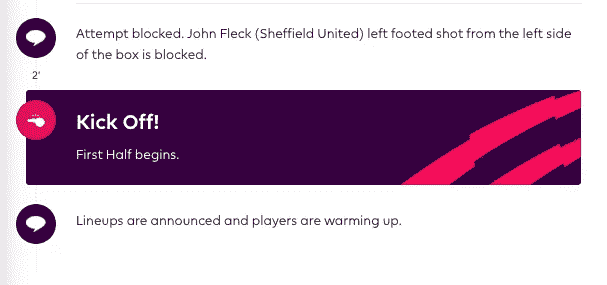 Attempt blocked. John Fleck (Sheffield United) left footed shot from the left side
of the box is blocked.
2'
Kick Off!
First Half begins.
Lineups are announced and players are warming up.